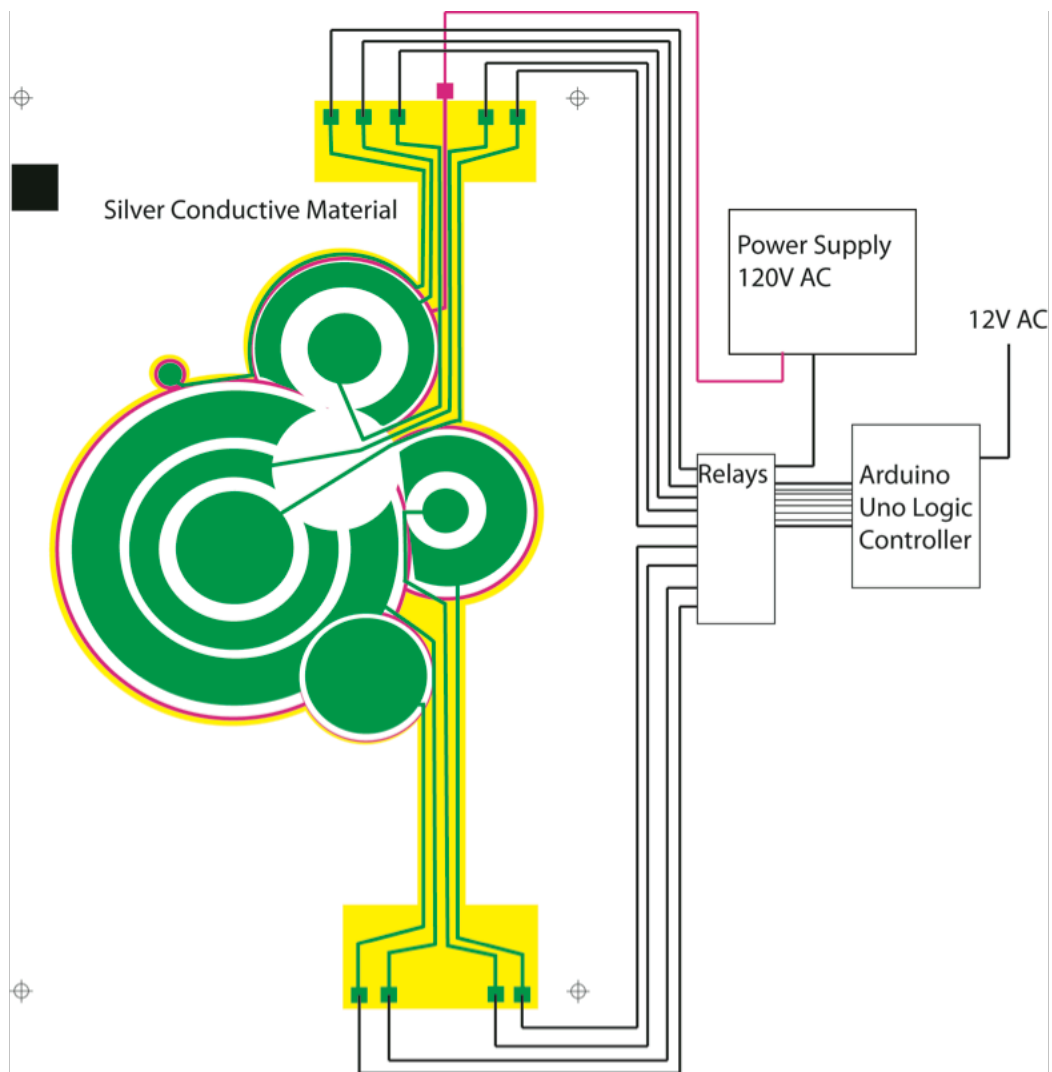 Silver Conductive Material
Power Supply
120V AC
12V AC
Relays
Arduino
Uno Logic
Controller